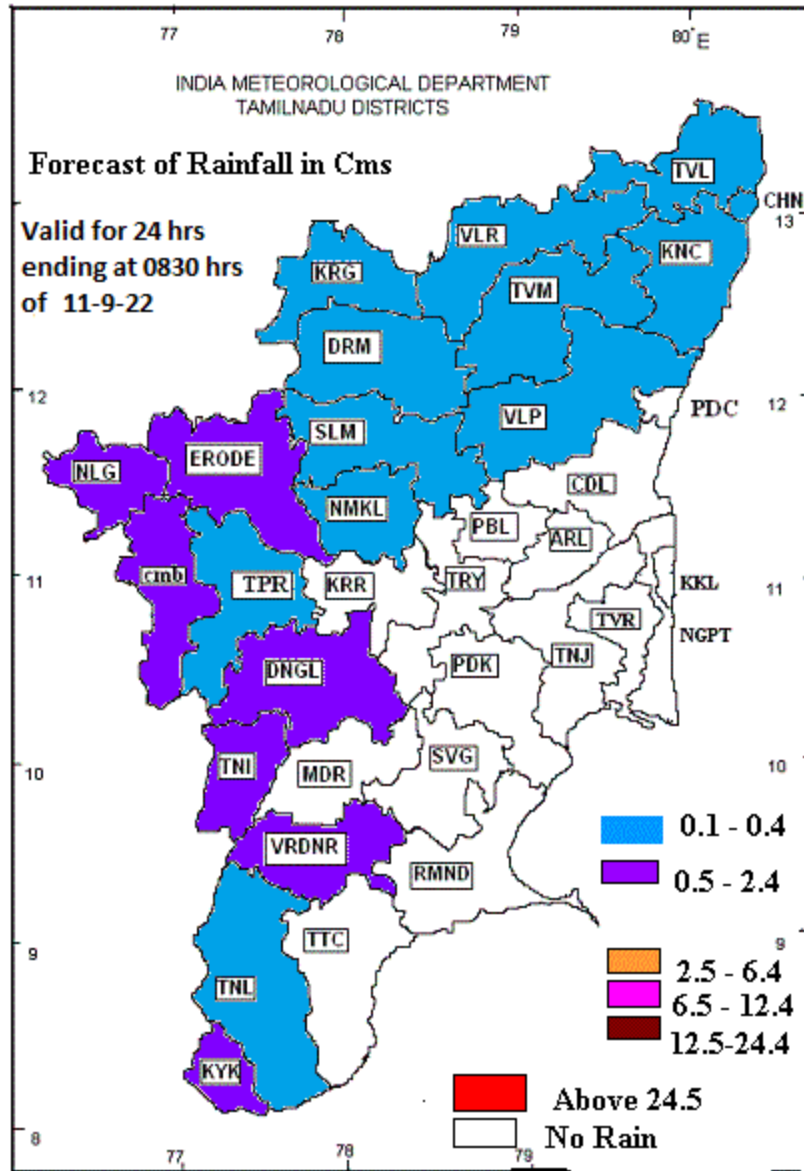 77 78 79 80°E
INDIA METEOROLOGICAL DEPARTMENT
TAMILNADU DISTRICTS
Forecast of Rainfall in Cms
TVL
CHN
13
Valid for 24 hrs
ending at 0830 hrs
of 11-9-22
VLR
KNC
KRG
TVM
DRM
12
12
PDC
VLP
SLM
ERODE
NLG
CDL
NMKL
PBL
ARL
11
cmb
TPR
KRR
TRY
11
KKL
TVR
NGPT
DNGL
PDK
TNJ
10
TNI
MDR
SVG
10
0.1 - 0.4
VRDNR
RMND
0.5 - 2.4
9
TTC
9
2.5 - 6.4
TNL
6.5 - 12.4
12.5-24.4
KYK
Above 24.5
8
No Rain
77 78 79